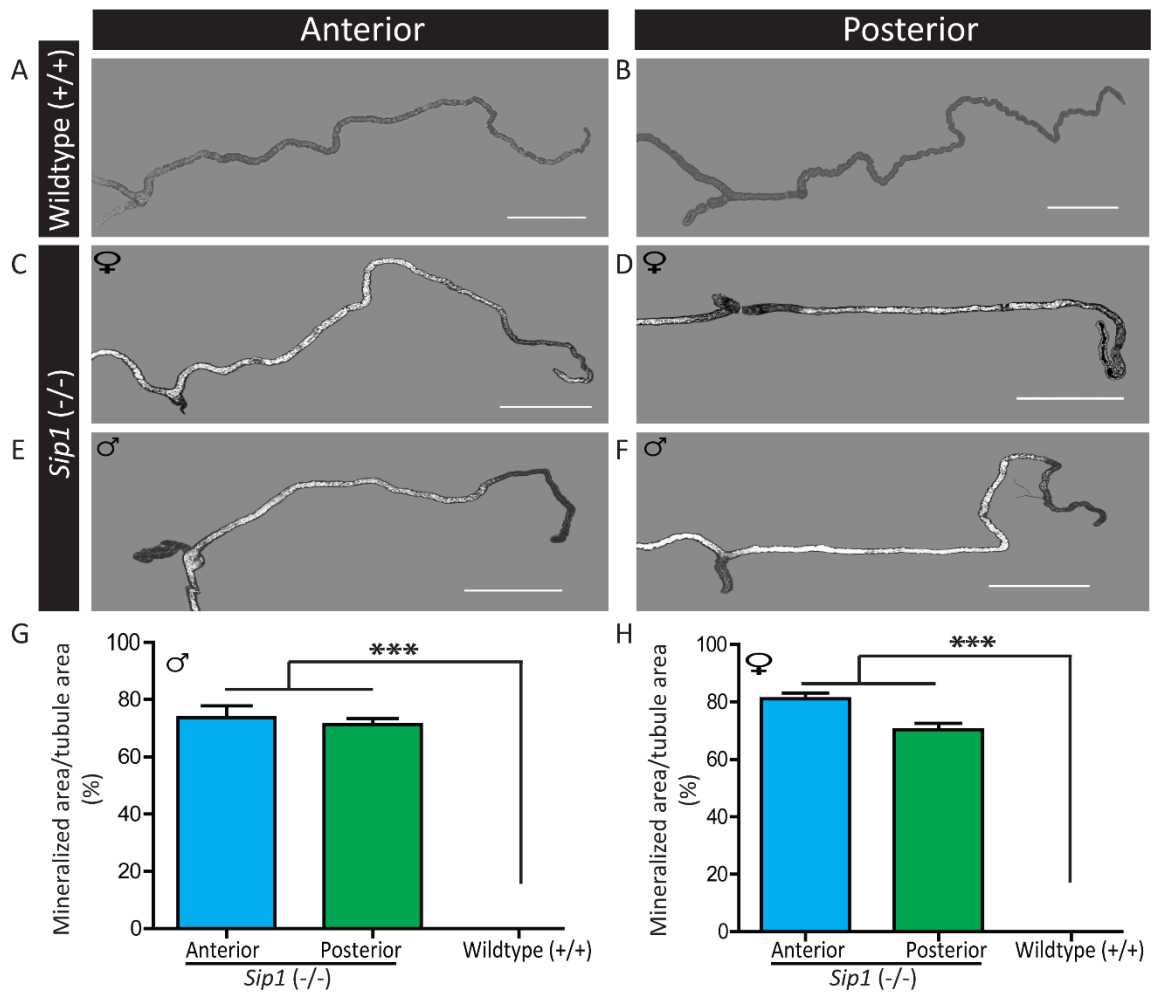 Anterior
Posterior
A
B
Wildtype (+/+)
C
♀
D
♀
Sip1 (-/-)
E
♂
F
♂
G
H
Mineralized area/tubule area
(%)
100
80
60
40
20
0
♂
***
Anterior
Posterior
Wildtype (+/+)
Sip1 (-/-)
Mineralized area/tubule area
(%)
100
80
60
40
20
0
♀
***
Anterior
Posterior
Wildtype (+/+)
Sip1 (-/-)